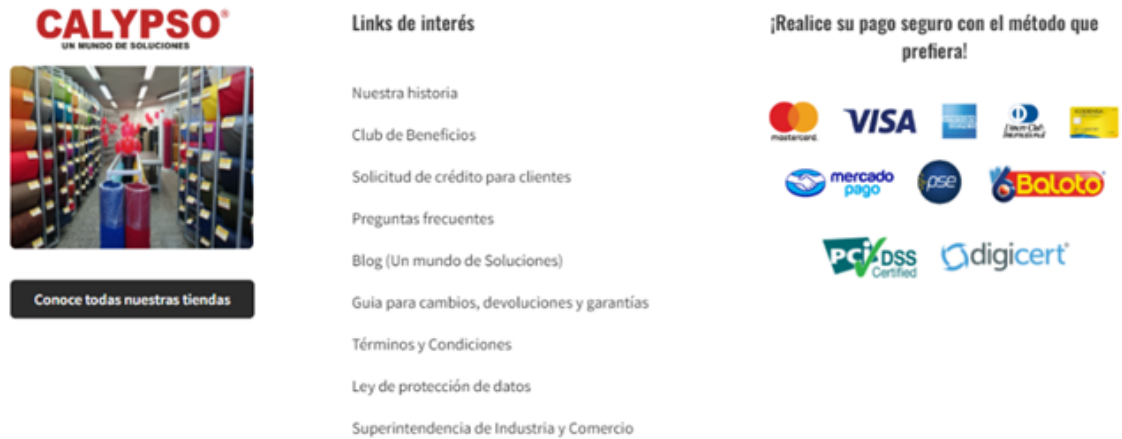 CALYPSO®
UN MUNDO DE SOLUCIONES
Conoce todas nuestras tiendas
Links de interés
Nuestra historia
Club de Beneficios
Solicitud de crédito para clientes
Preguntas frecuentes
Blog (Un mundo de Soluciones)
Guia para cambios, devoluciones y garantías
Términos y Condiciones
Ley de protección de datos
Superintendencia de Industria y Comercio
¡Realice su pago seguro con el método que
prefiera!
mastercard.
VISA
Diners Club
International
mercado
pago
pse
Baloto
PCI DSS
Certified
digicert®